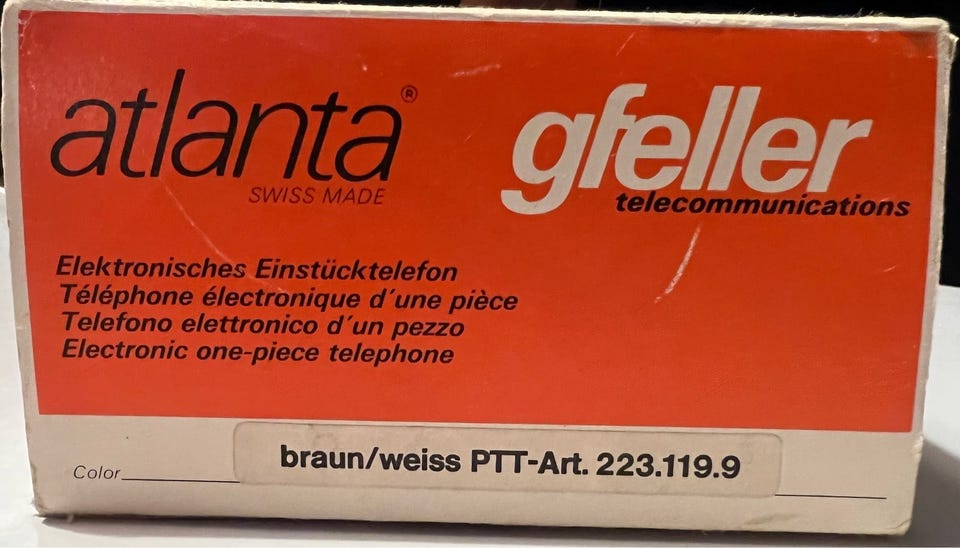 atlanta®
SWISS MADE
gfeller
telecommunications
Elektronisches Einstücktelefon
Téléphone électronique d'une pièce
Telefono elettronico d'un pezzo
Electronic one-piece telephone
Color
braun/weiss PTT-Art. 223.119.9